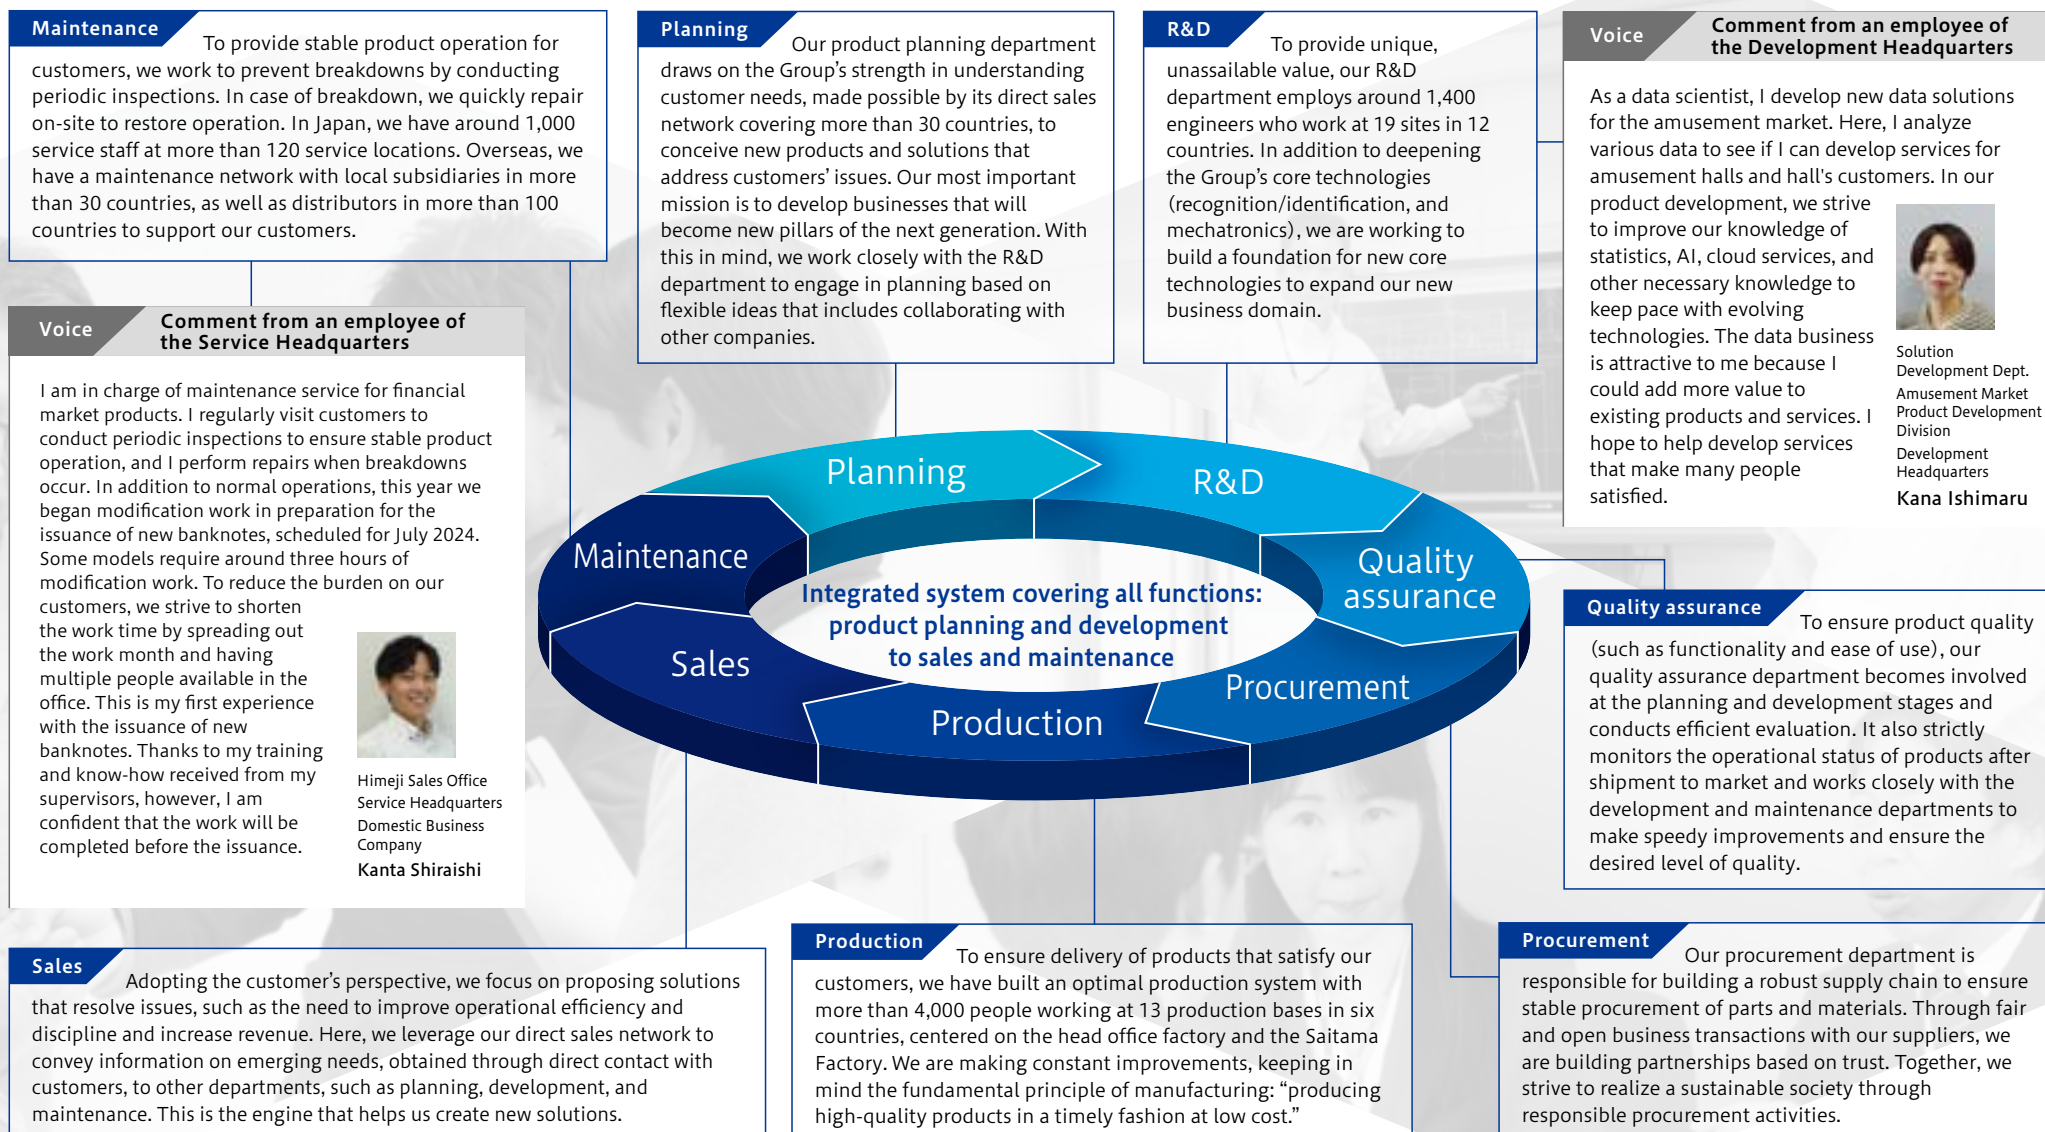 Maintenance
To provide stable product operation for
customers, we work to prevent breakdowns by conducting
periodic inspections. In case of breakdown, we quickly repair
on-site to restore operation. In Japan, we have around 1,000
service staff at more than 120 service locations. Overseas, we
have a maintenance network with local subsidiaries in more
than 30 countries, as well as distributors in more than 100
countries to support our customers.
Planning
Our product planning department
draws on the Group’s strength in understanding
customer needs, made possible by its direct sales
network covering more than 30 countries, to
conceive new products and solutions that
address customers’ issues. Our most important
mission is to develop businesses that will
become new pillars of the next generation. With
this in mind, we work closely with the R&D
department to engage in planning based on
flexible ideas that includes collaborating with
other companies.
R&D
To provide unique,
unassailable value, our R&D
department employs around 1,400
engineers who work at 19 sites in 12
countries. In addition to deepening
the Group’s core technologies
(recognition/identification, and
mechatronics), we are working to
build a foundation for new core
technologies to expand our new
business domain.
Voice
Comment from an employee of
the Development Headquarters
As a data scientist, I develop new data solutions
for the amusement market. Here, I analyze
various data to see if I can develop services for
amusement halls and hall's customers. In our
product development, we strive
to improve our knowledge of
statistics, AI, cloud services, and
other necessary knowledge to
keep pace with evolving
technologies. The data business
is attractive to me because I
could add more value to
existing products and services. I
hope to help develop services
that make many people
satisfied.
Solution
Development Dept.
Amusement Market
Product Development
Division
Development
Headquarters
Kana Ishimaru
Voice
Comment from an employee of
the Service Headquarters
I am in charge of maintenance service for financial
market products. I regularly visit customers to
conduct periodic inspections to ensure stable product
operation, and I perform repairs when breakdowns
occur. In addition to normal operations, this year we
began modification work in preparation for the
issuance of new banknotes, scheduled for July 2024.
Some models require around three hours of
modification work. To reduce the burden on our
customers, we strive to shorten
the work time by spreading out
the work month and having
multiple people available in the
office. This is my first experience
with the issuance of new
banknotes. Thanks to my training
and know-how received from my
supervisors, however, I am
confident that the work will be
completed before the issuance.
Himeji Sales Office
Service Headquarters
Domestic Business
Company
Kanta Shiraishi
Planning
R&D
Maintenance
Quality
assurance
Integrated system covering all functions:
product planning and development
to sales and maintenance
Sales
Procurement
Production
Quality assurance
To ensure product quality
(such as functionality and ease of use), our
quality assurance department becomes involved
at the planning and development stages and
conducts efficient evaluation. It also strictly
monitors the operational status of products after
shipment to market and works closely with the
development and maintenance departments to
make speedy improvements and ensure the
desired level of quality.
Sales
Adopting the customer’s perspective, we focus on proposing solutions
that resolve issues, such as the need to improve operational efficiency and
discipline and increase revenue. Here, we leverage our direct sales network to
convey information on emerging needs, obtained through direct contact with
customers, to other departments, such as planning, development, and
maintenance. This is the engine that helps us create new solutions.
Production
To ensure delivery of products that satisfy our
customers, we have built an optimal production system with
more than 4,000 people working at 13 production bases in six
countries, centered on the head office factory and the Saitama
Factory. We are making constant improvements, keeping in
mind the fundamental principle of manufacturing: “producing
high-quality products in a timely fashion at low cost.”
Procurement
Our procurement department is
responsible for building a robust supply chain to ensure
stable procurement of parts and materials. Through fair
and open business transactions with our suppliers, we
are building partnerships based on trust. Together, we
strive to realize a sustainable society through
responsible procurement activities.